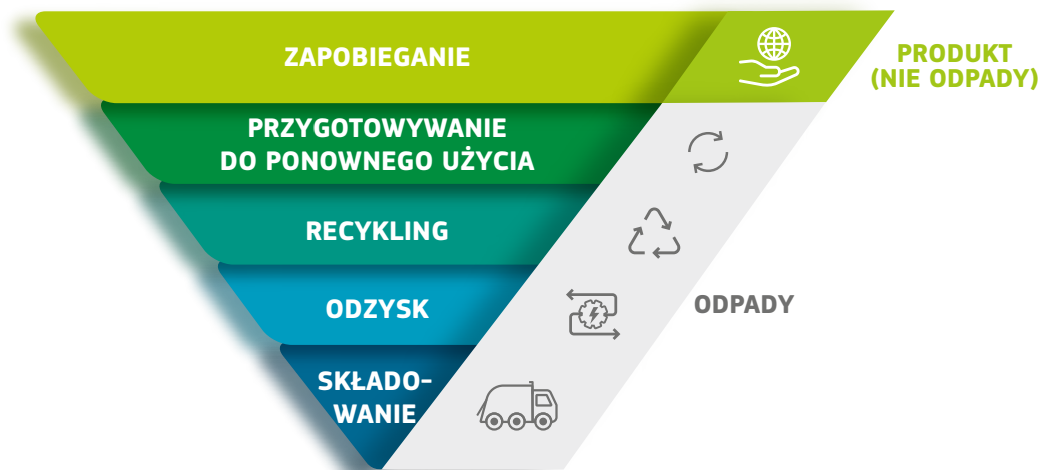 ZAPOBIEGANIE
PRODUKT
(NIE ODPADY)
PRZYGOTOWYWANIE
DO PONOWNEGO UŻYCIA
RECYKLING
ODZYSK
ODPADY
SKŁADO-
WANIE